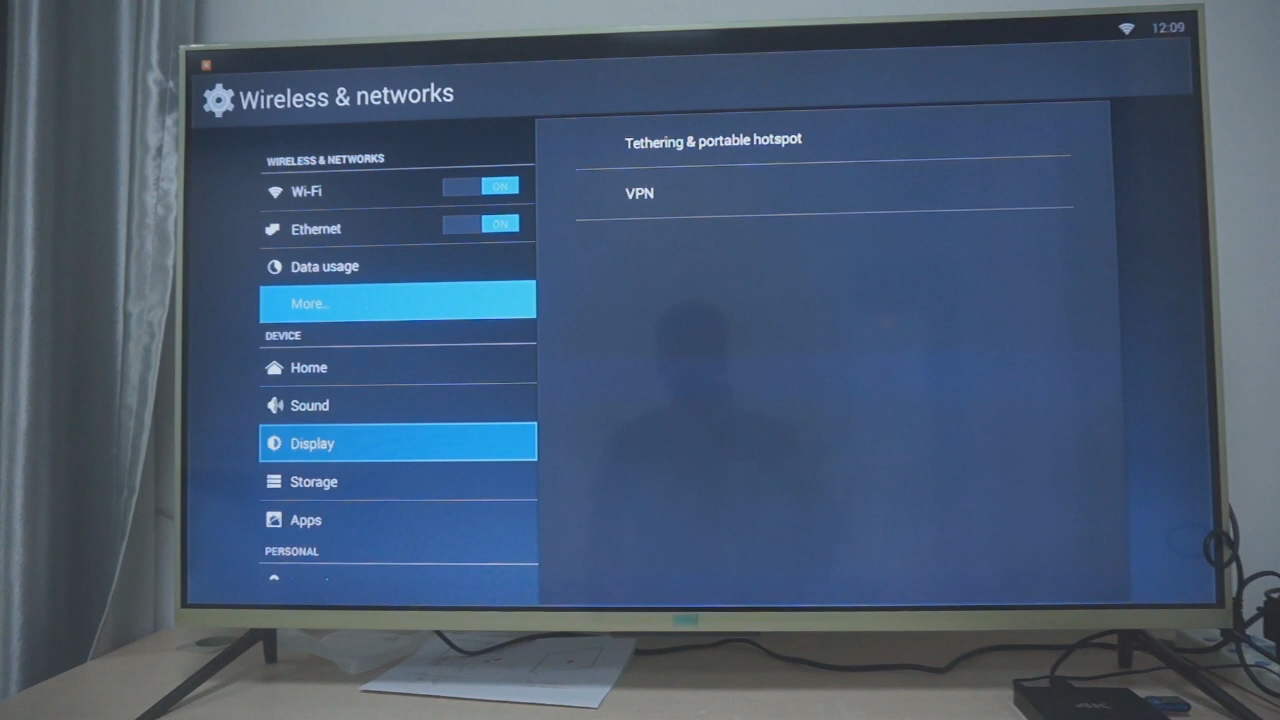 12:09
Wireless & networks
WIRELESS & NETWORKS
Wi-Fi ON
Ethernet ON
Data usage
More...
DEVICE
Home
Sound
Display
Storage
Apps
PERSONAL
Tethering & portable hotspot
VPN
4K